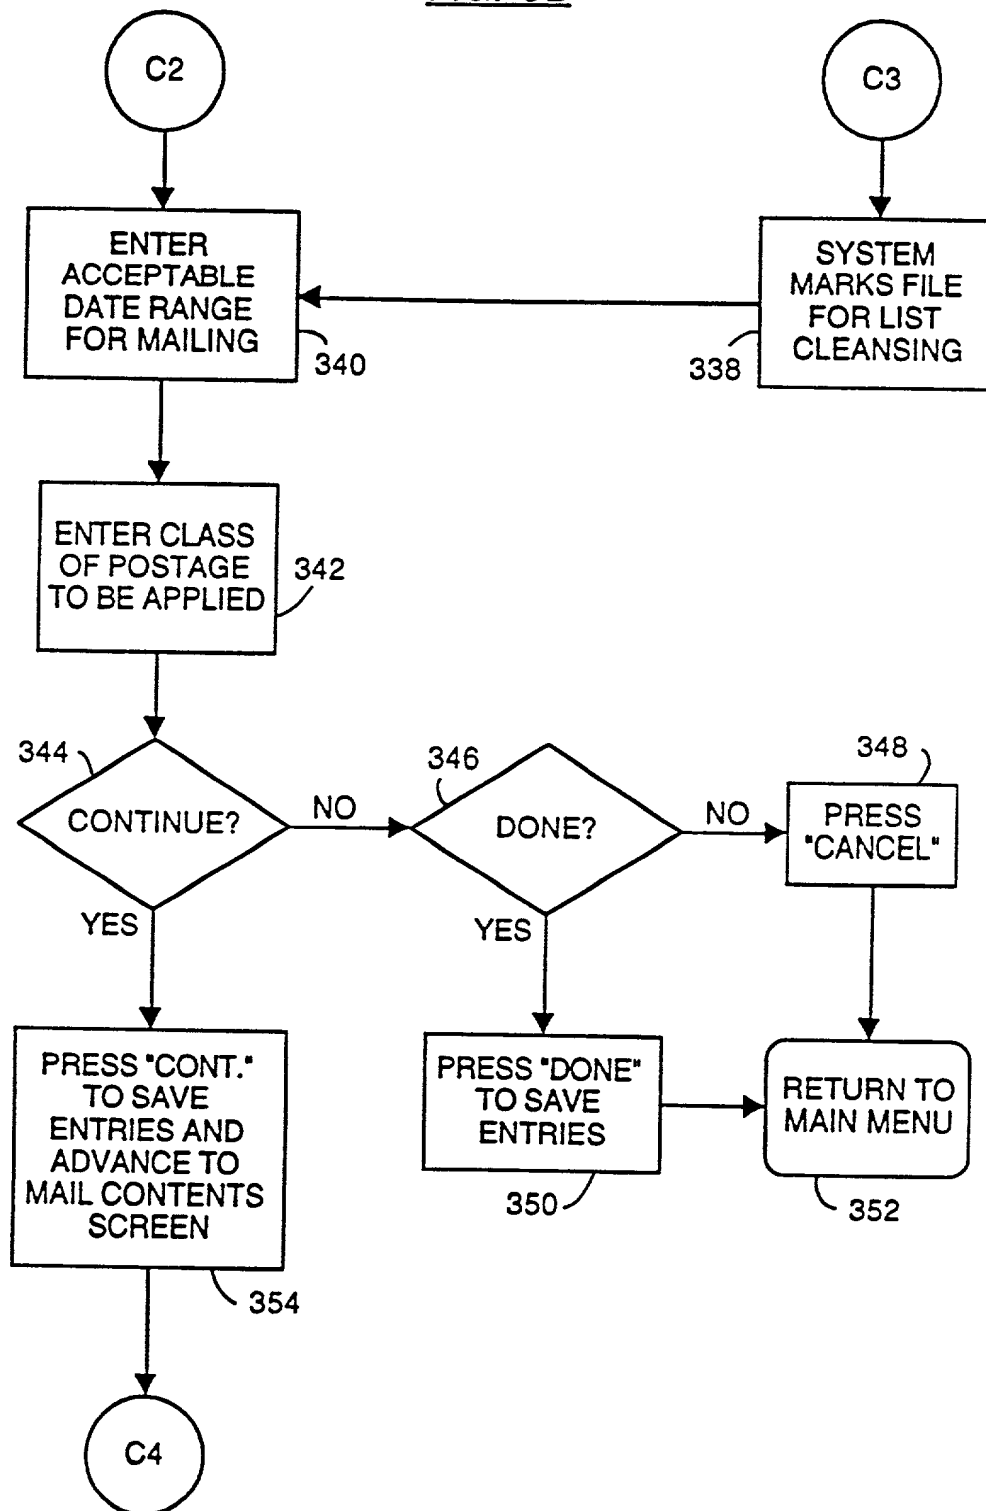 C2
C3
ENTER
ACCEPTABLE
DATE RANGE
FOR MAILING
340
SYSTEM
MARKS FILE
FOR LIST
CLEANSING
338
ENTER CLASS
OF POSTAGE
TO BE APPLIED
342
344
CONTINUE?
NO
346
DONE?
NO
348
PRESS
"CANCEL"
YES
YES
PRESS "CONT."
TO SAVE
ENTRIES AND
ADVANCE TO
MAIL CONTENTS
SCREEN
354
PRESS "DONE"
TO SAVE
ENTRIES
350
RETURN TO
MAIN MENU
352
C4